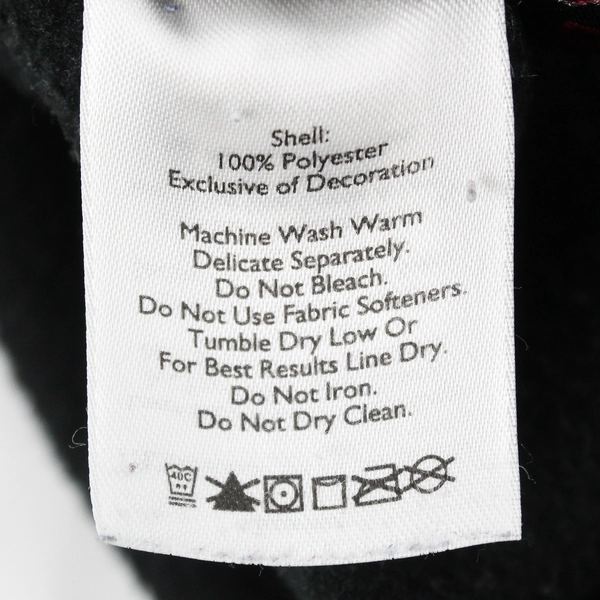 Shell:
100% Polyester
Exclusive of Decoration
Machine Wash Warm
Delicate Separately.
Do Not Bleach.
Do Not Use Fabric Softeners.
Tumble Dry Low Or
For Best Results Line Dry.
Do Not Iron.
Do Not Dry Clean.
40C